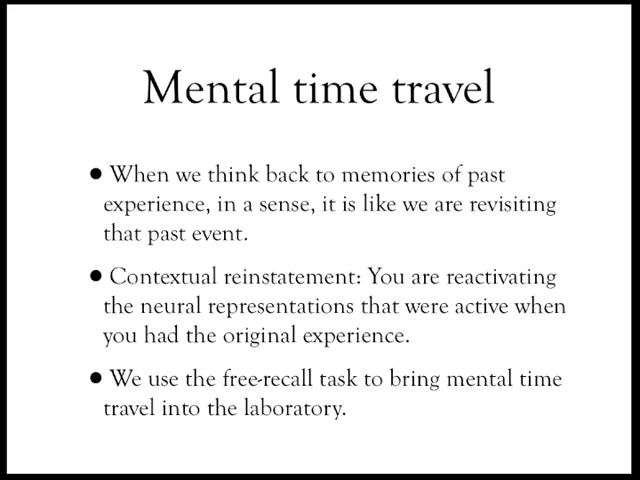 Mental time travel
● When we think back to memories of past
experience, in a sense, it is like we are revisiting
that past event.
● Contextual reinstatement: You are reactivating
the neural representations that were active when
you had the original experience.
● We use the free-recall task to bring mental time
travel into the laboratory.